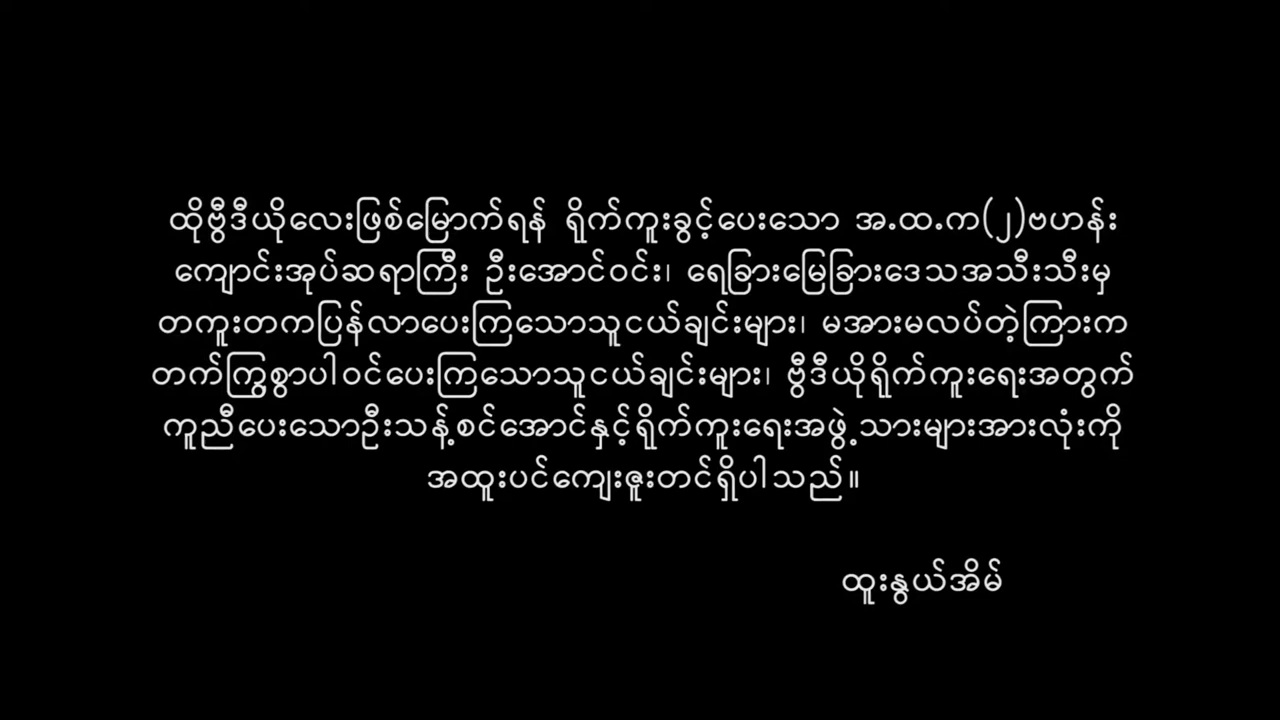 ထိုဗွီဒီယိုလေးဖြစ်မြောက်ရန် ရိုက်ကူးခွင့်ပေးသော အ.ထ.က(၂)ဗဟန်း
ကျောင်းအုပ်ဆရာကြီး ဦးအောင်ဝင်း၊ ရေခြားမြေခြားဒေသအသီးသီးမှ
တကူးတကပြန်လာပေးကြသောသူငယ်ချင်းများ၊ မအားမလပ်တဲ့ကြားက
တက်ကြွစွာပါဝင်ပေးကြသောသူငယ်ချင်းများ၊ ဗွီဒီယိုရိုက်ကူးရေးအတွက်
ကူညီပေးသောဦးသန့်စင်အောင်နှင့်ရိုက်ကူးရေးအဖွဲ့သားများအားလုံးကို
အထူးပင်ကျေးဇူးတင်ရှိပါသည်။
ထူးနွယ်အိမ်